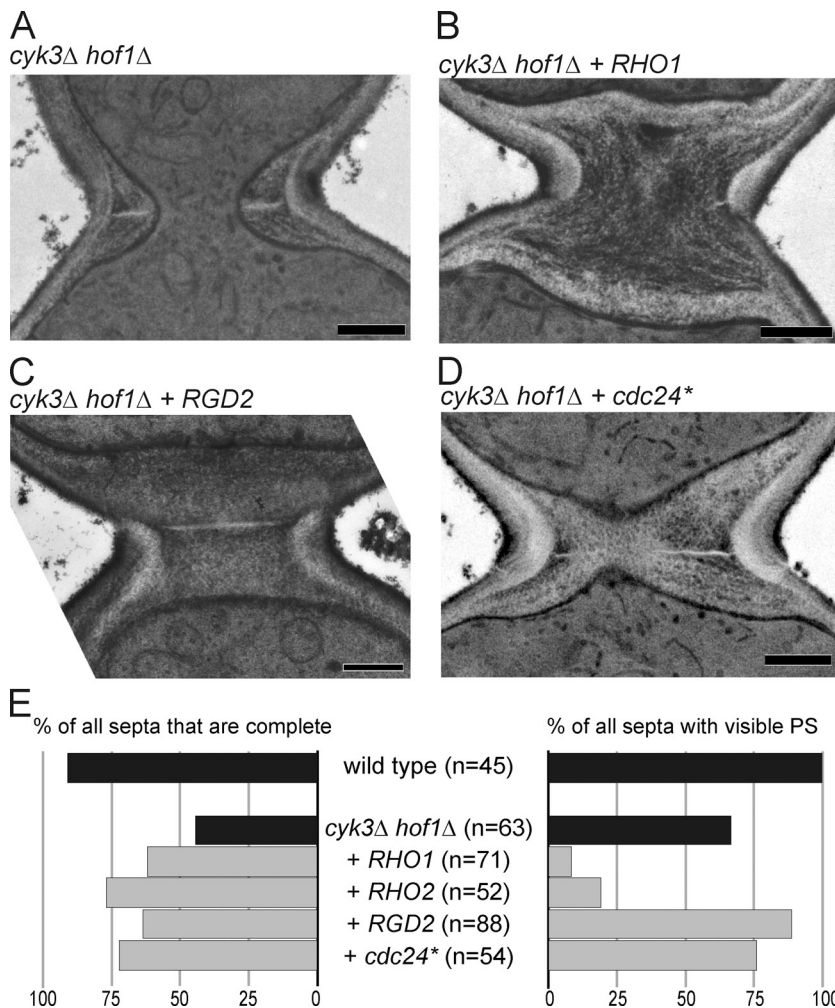 A
cyk3Δ hof1Δ
B
cyk3Δ hof1Δ + RHO1
C
cyk3Δ hof1Δ + RGD2
D
cyk3Δ hof1Δ + cdc24*
E
% of all septa that are complete
% of all septa with visible PS
wild type (n=45)
cyk3Δ hof1Δ (n=63)
+ RHO1 (n=71)
+ RHO2 (n=52)
+ RGD2 (n=88)
+ cdc24* (n=54)
100 75 50 25 0
0 25 50 75 100